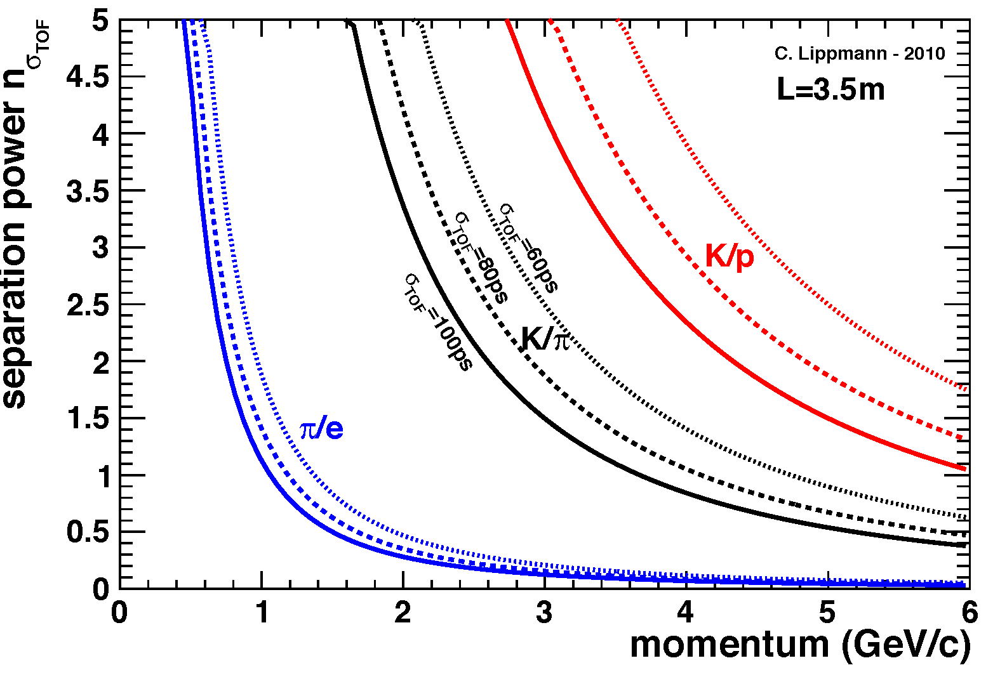 separation power nσTOF
5
4.5
4
3.5
3
2.5
2
1.5
1
0.5
0
C. Lippmann - 2010
L=3.5m
σTOF=60ps
σTOF=80ps
σTOF=100ps
K/p
K/π
π/e
0 1 2 3 4 5 6
momentum (GeV/c)